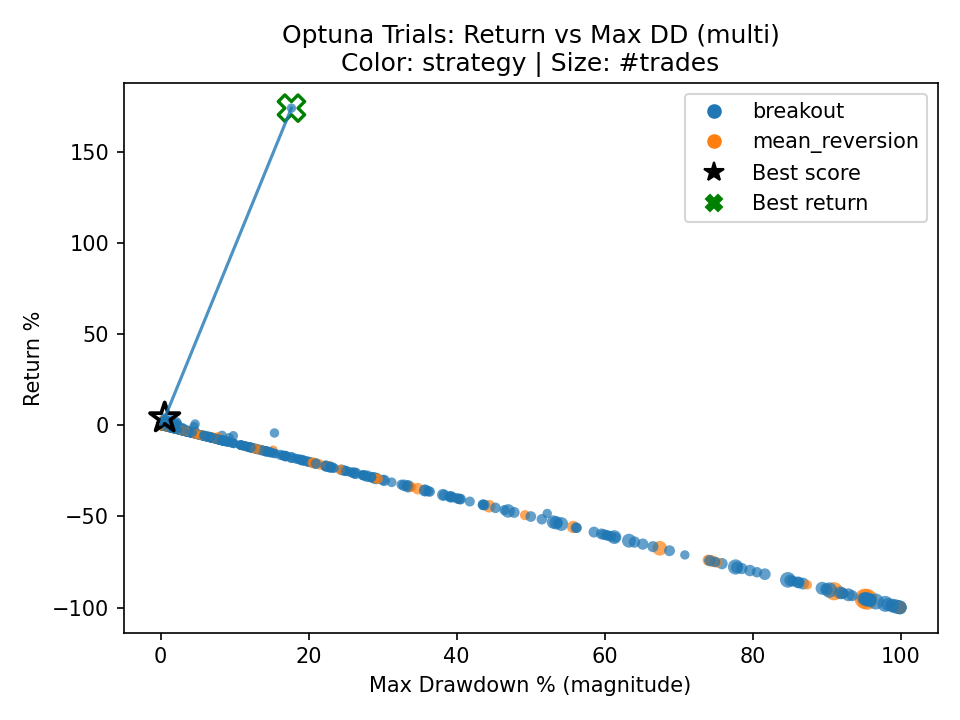 Optuna Trials: Return vs Max DD (multi)
Color: strategy | Size: #trades
breakout
mean_reversion
Best score
Best return
150
100
50
0
−50
−100
Return %
0
20
40
60
80
100
Max Drawdown % (magnitude)